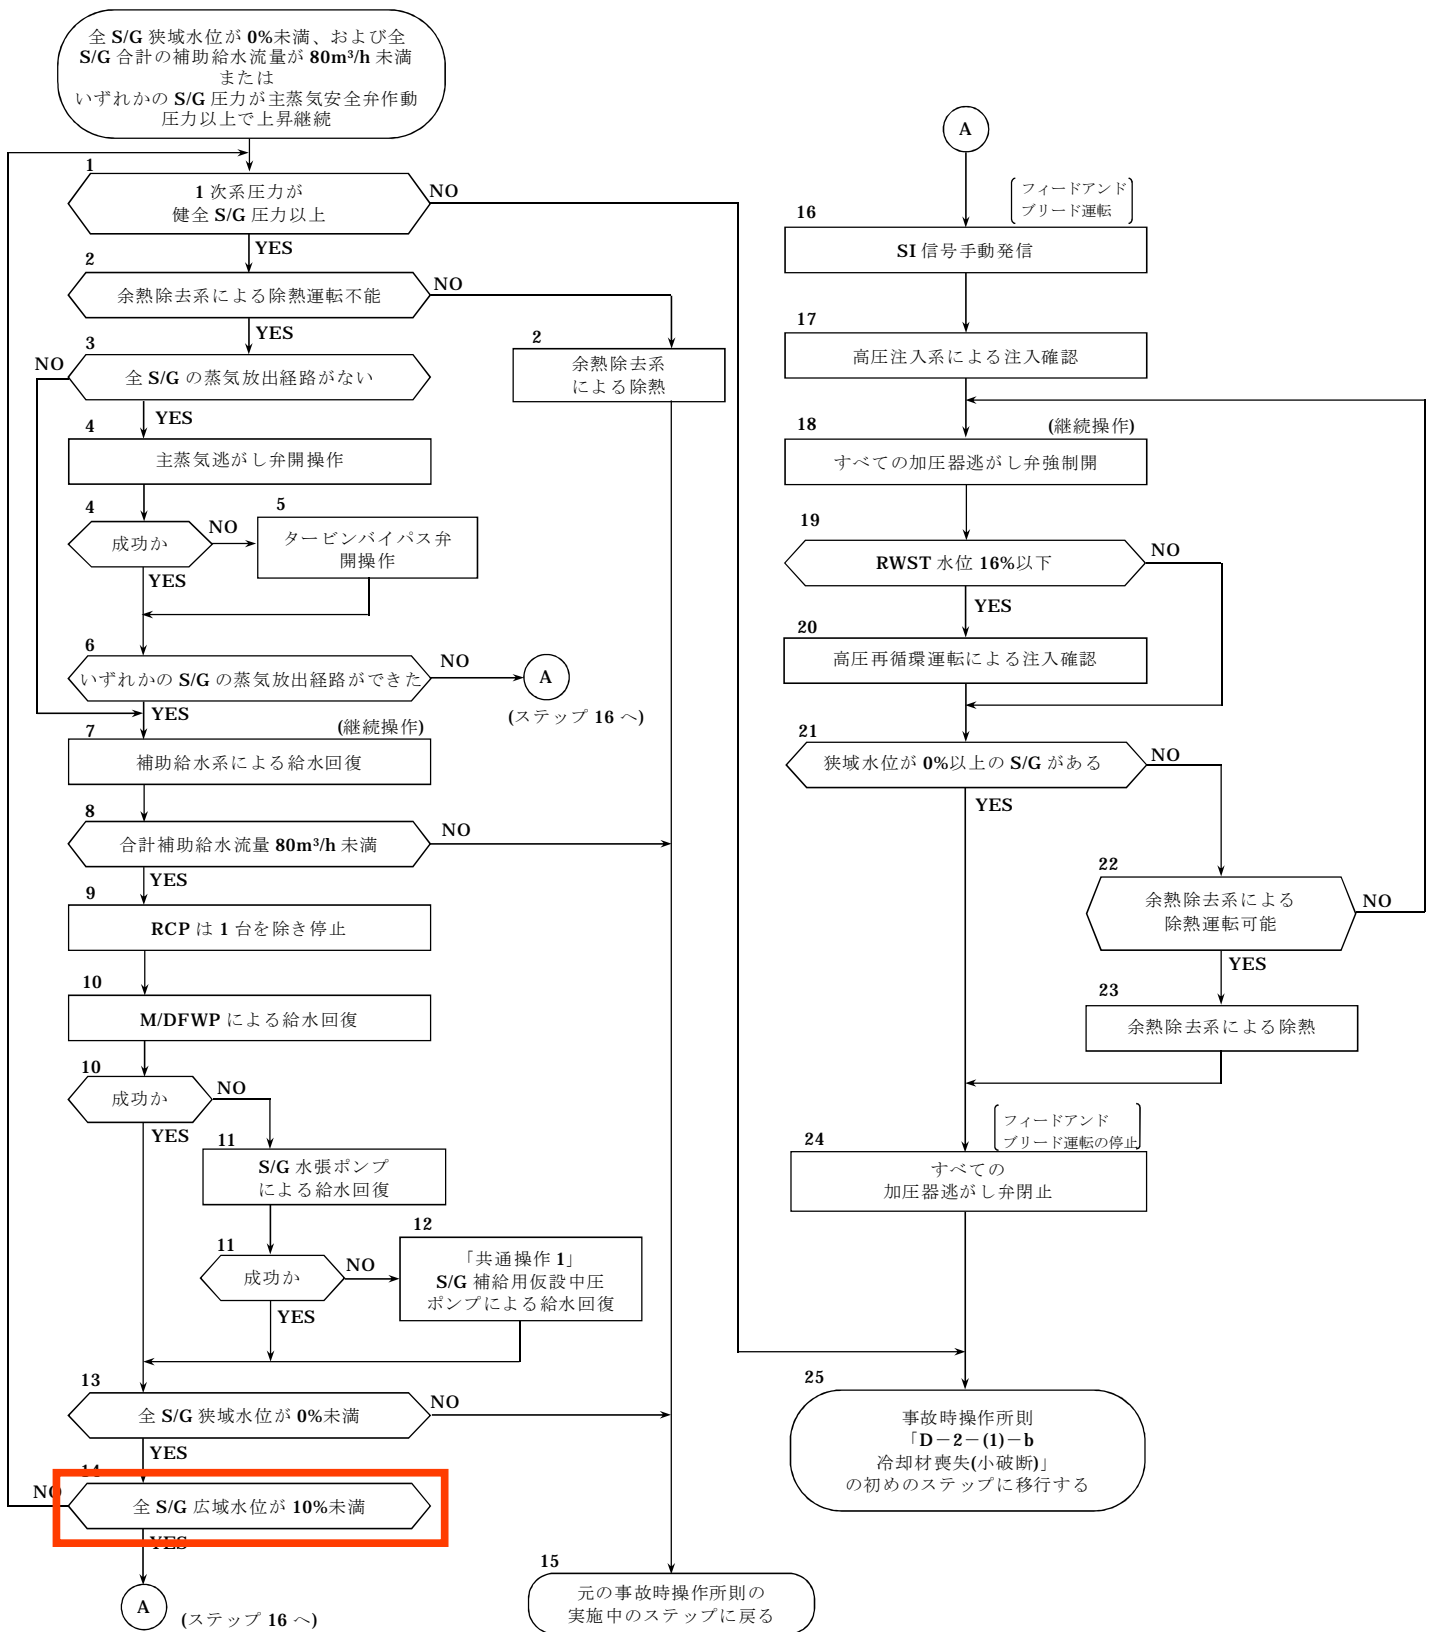 全 S/G 狭域水位が 0%未満、および全
S/G 合計の補助給水流量が 80m³/h 未満
または
いずれかの S/G 圧力が主蒸気安全弁作動
圧力以上で上昇継続
1
1 次系圧力が
健全 S/G 圧力以上
NO
YES
2
余熱除去系による除熱運転不能
NO
YES
2
余熱除去系
による除熱
3
NO
全 S/G の蒸気放出経路がない
YES
4
主蒸気逃がし弁開操作
4
成功か
NO
YES
5
タービンバイパス弁
開操作
6
いずれかの S/G の蒸気放出経路ができた
NO
A
(ステップ 16 へ)
YES
7
(継続操作)
補助給水系による給水回復
8
合計補助給水流量 80m³/h 未満
NO
YES
9
RCP は 1 台を除き停止
10
M/DFWP による給水回復
10
成功か
NO
YES
11
S/G 水張ポンプ
による給水回復
11
成功か
NO
YES
12
「共通操作 1」
S/G 補給用仮設中圧
ポンプによる給水回復
13
全 S/G 狭域水位が 0%未満
NO
YES
14
NO
全 S/G 広域水位が 10%未満
YES
A
(ステップ 16 へ)
15
元の事故時操作所則の
実施中のステップに戻る
A
フィードアンド
ブリード運転
16
SI 信号手動発信
17
高圧注入系による注入確認
18
(継続操作)
すべての加圧器逃がし弁強制開
19
RWST 水位 16%以下
NO
YES
20
高圧再循環運転による注入確認
21
狭域水位が 0%以上の S/G がある
NO
YES
22
余熱除去系による
除熱運転可能
NO
YES
23
余熱除去系による除熱
フィードアンド
ブリード運転の停止
24
すべての
加圧器逃がし弁閉止
25
事故時操作所則
「D－2－(1)－b
冷却材喪失(小破断)」
の初めのステップに移行する